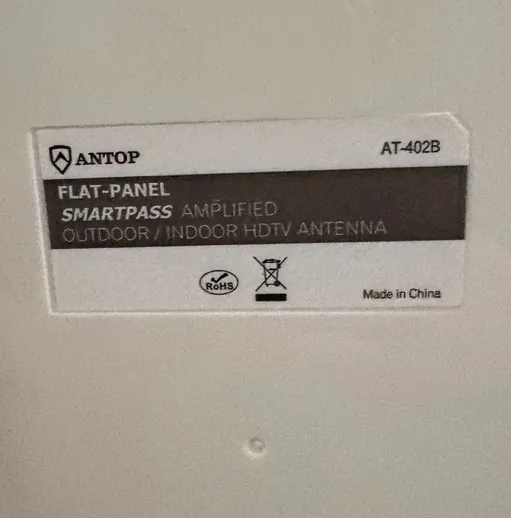 ANTOP
AT-402B
FLAT-PANEL
SMARTPASS AMPLIFIED
OUTDOOR / INDOOR HDTV ANTENNA
RoHS
Made in China